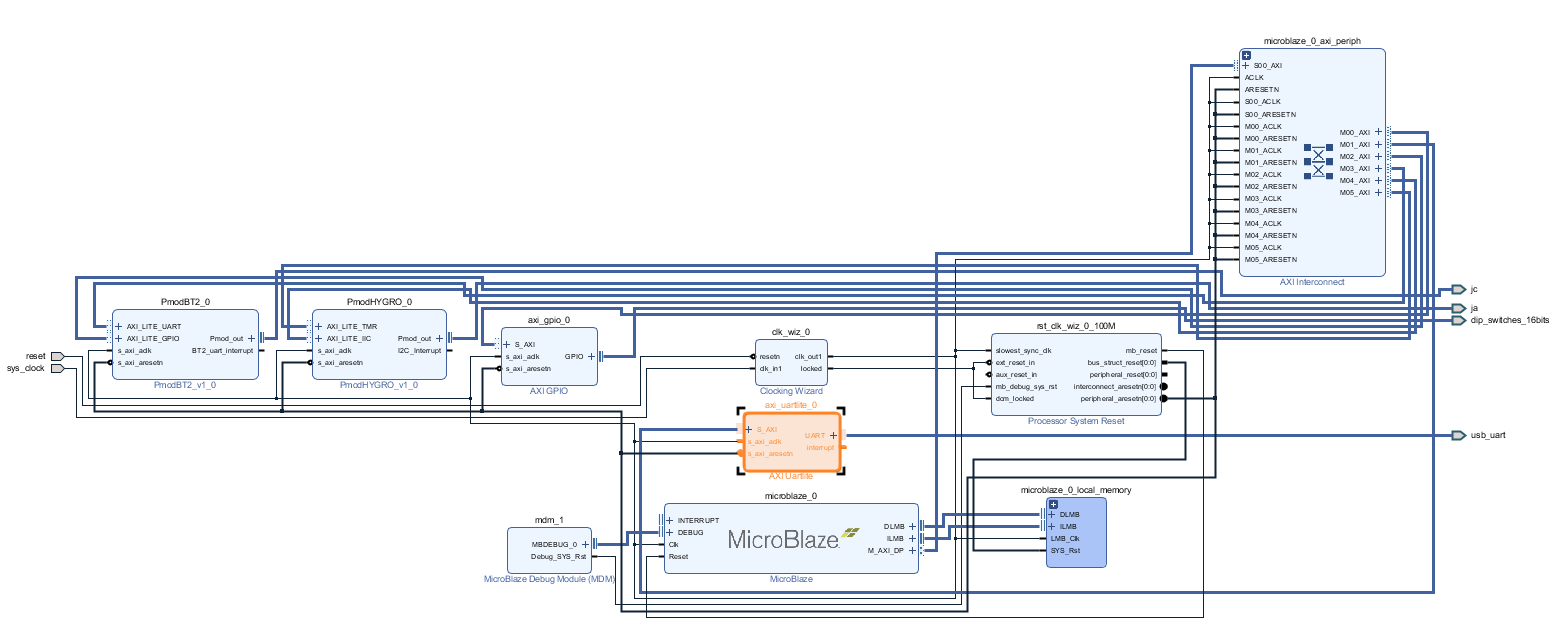 microblaze_0_axi_periph
S00_AXI
ACLK
ARESETN
S00_ACLK
S00_ARESETN
M00_ACLK
M00_ARESETN
M01_ACLK
M01_ARESETN
M02_ACLK
M02_ARESETN
M03_ACLK
M03_ARESETN
M04_ACLK
M04_ARESETN
M05_ACLK
M05_ARESETN
M00_AXI
M01_AXI
M02_AXI
M03_AXI
M04_AXI
M05_AXI
AXI Interconnect
jc
ja
dip_switches_16bits
usb_uart
reset
sys_clock
PmodBT2_0
AXI_LITE_UART
AXI_LITE_GPIO
s_axi_aclk
s_axi_aresetn
Pmod_out
BT2_uart_interrupt
PmodBT2_v1_0
PmodHYGRO_0
AXI_LITE_TMR
AXI_LITE_IIC
s_axi_aclk
s_axi_aresetn
Pmod_out
I2C_Interrupt
PmodHYGRO_v1_0
axi_gpio_0
S_AXI
s_axi_aclk
s_axi_aresetn
GPIO
AXI GPIO
clk_wiz_0
resetn
clk_in1
clk_out1
locked
Clocking Wizard
rst_clk_wiz_0_100M
slowest_sync_clk
ext_reset_in
aux_reset_in
mb_debug_sys_rst
dcm_locked
mb_reset
bus_struct_reset[0:0]
peripheral_reset[0:0]
interconnect_aresetn[0:0]
peripheral_aresetn[0:0]
Processor System Reset
axi_uartlite_0
S_AXI
s_axi_aclk
s_axi_aresetn
UART
interrupt
AXI Uartlite
mdm_1
MBDEBUG_0
Debug_SYS_Rst
MicroBlaze Debug Module (MDM)
microblaze_0
INTERRUPT
DEBUG
Clk
Reset
MicroBlaze
DLMB
ILMB
M_AXI_DP
MicroBlaze
microblaze_0_local_memory
DLMB
ILMB
LMB_Clk
SYS_Rst